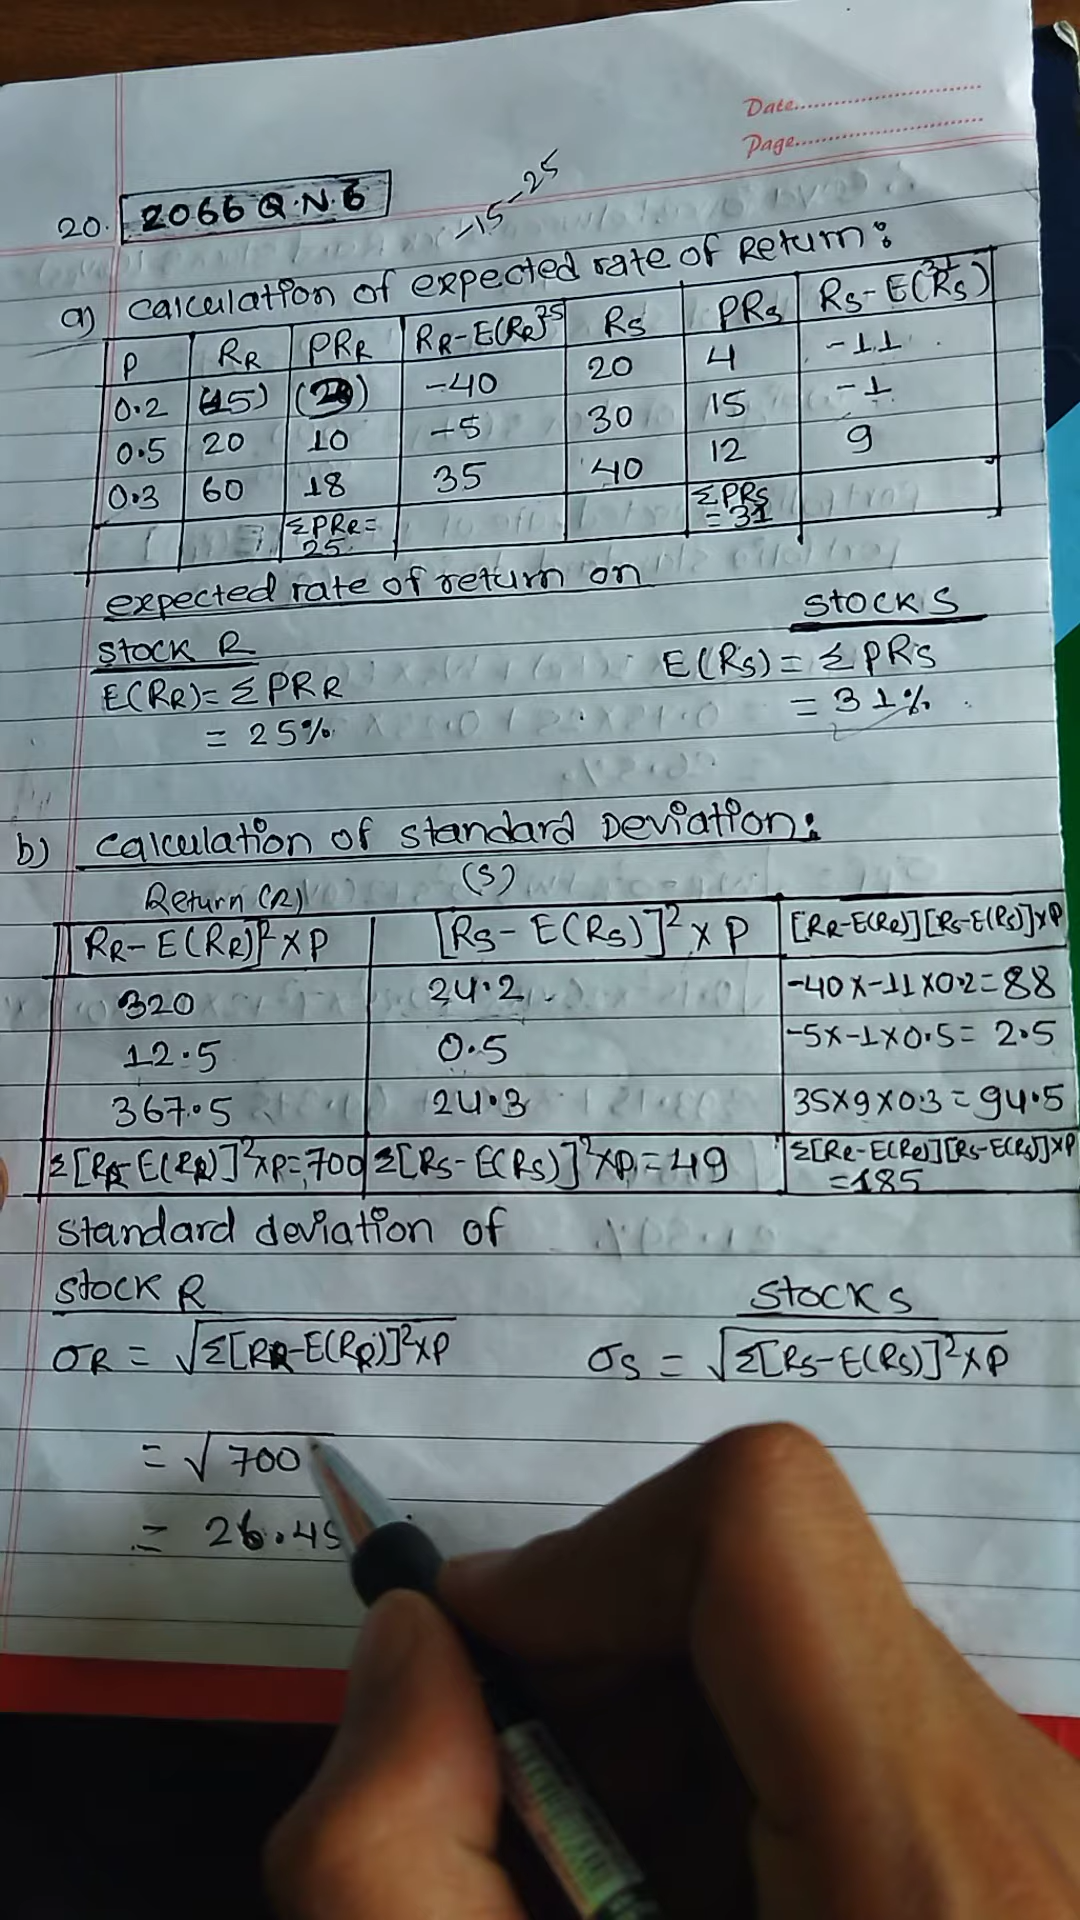 Date
Page
-15-25
20. 2066 Q.N.6
a) calculation of expected rate of Return:
P | RR | PRR | RR-E(RR)25 | RS | PRS | RS-E(RS)31
0.2 | (15) | -40 | 20 | 4 | -11
0.5 | 20 | 10 | -5 | 30 | 15 | -1
0.3 | 60 | 18 | 35 | 40 | 12 | 9
ΣPRR= 25 | ΣPRS = 31
expected rate of return on
Stock R | Stock S
E(RR)= ΣPRR | E(RS) = ΣPRS
= 25% | = 31%
b) calculation of standard Deviation:
Return (R) | (S)
[RR-E(RR)]²×P | [RS-E(RS)]²×P | [RR-E(RR)][RS-E(RS)]×P
320 | 24.2 | -40×-11×0.2=88
12.5 | 0.5 | -5×-1×0.5= 2.5
367.5 | 24.3 | 35×9×0.3=94.5
Σ[RR-E(RR)]²×P=700 | Σ[RS-E(RS)]²×P=49 | Σ[RR-E(RR)][RS-E(RS)]×P =185
standard deviation of
Stock R | Stock S
σR = √Σ[RR-E(RR)]²×P | σS = √Σ[RS-E(RS)]²×P
= √700
= 26.45